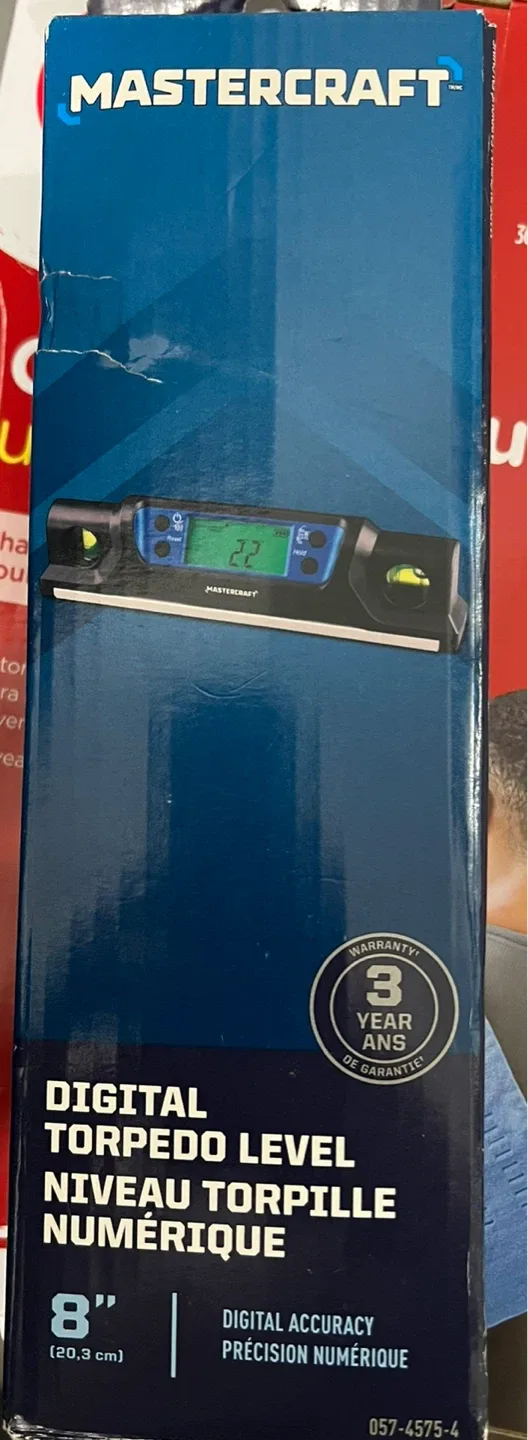 MASTERCRAFT
Hold
22
MASTERCRAFT
WARRANTY†
3
YEAR
ANS
DE GARANTIE†
DIGITAL
TORPEDO LEVEL
NIVEAU TORPILLE
NUMÉRIQUE
8”
(20,3 cm)
DIGITAL ACCURACY
PRÉCISION NUMÉRIQUE
057-4575-4